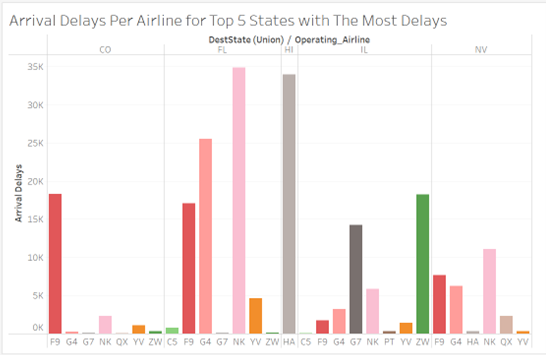 Arrival Delays Per Airline for Top 5 States with The Most Delays
DestState (Union) / Operating_Airline
CO FL HI IL NV
35K
30K
25K
20K
15K
10K
5K
0K
Arrival Delays
F9 G4 G7 NK QX YV ZW C5 F9 G4 G7 NK YV ZW HA C5 F9 G4 G7 NK PT YV ZW F9 G4 HA NK QX YV